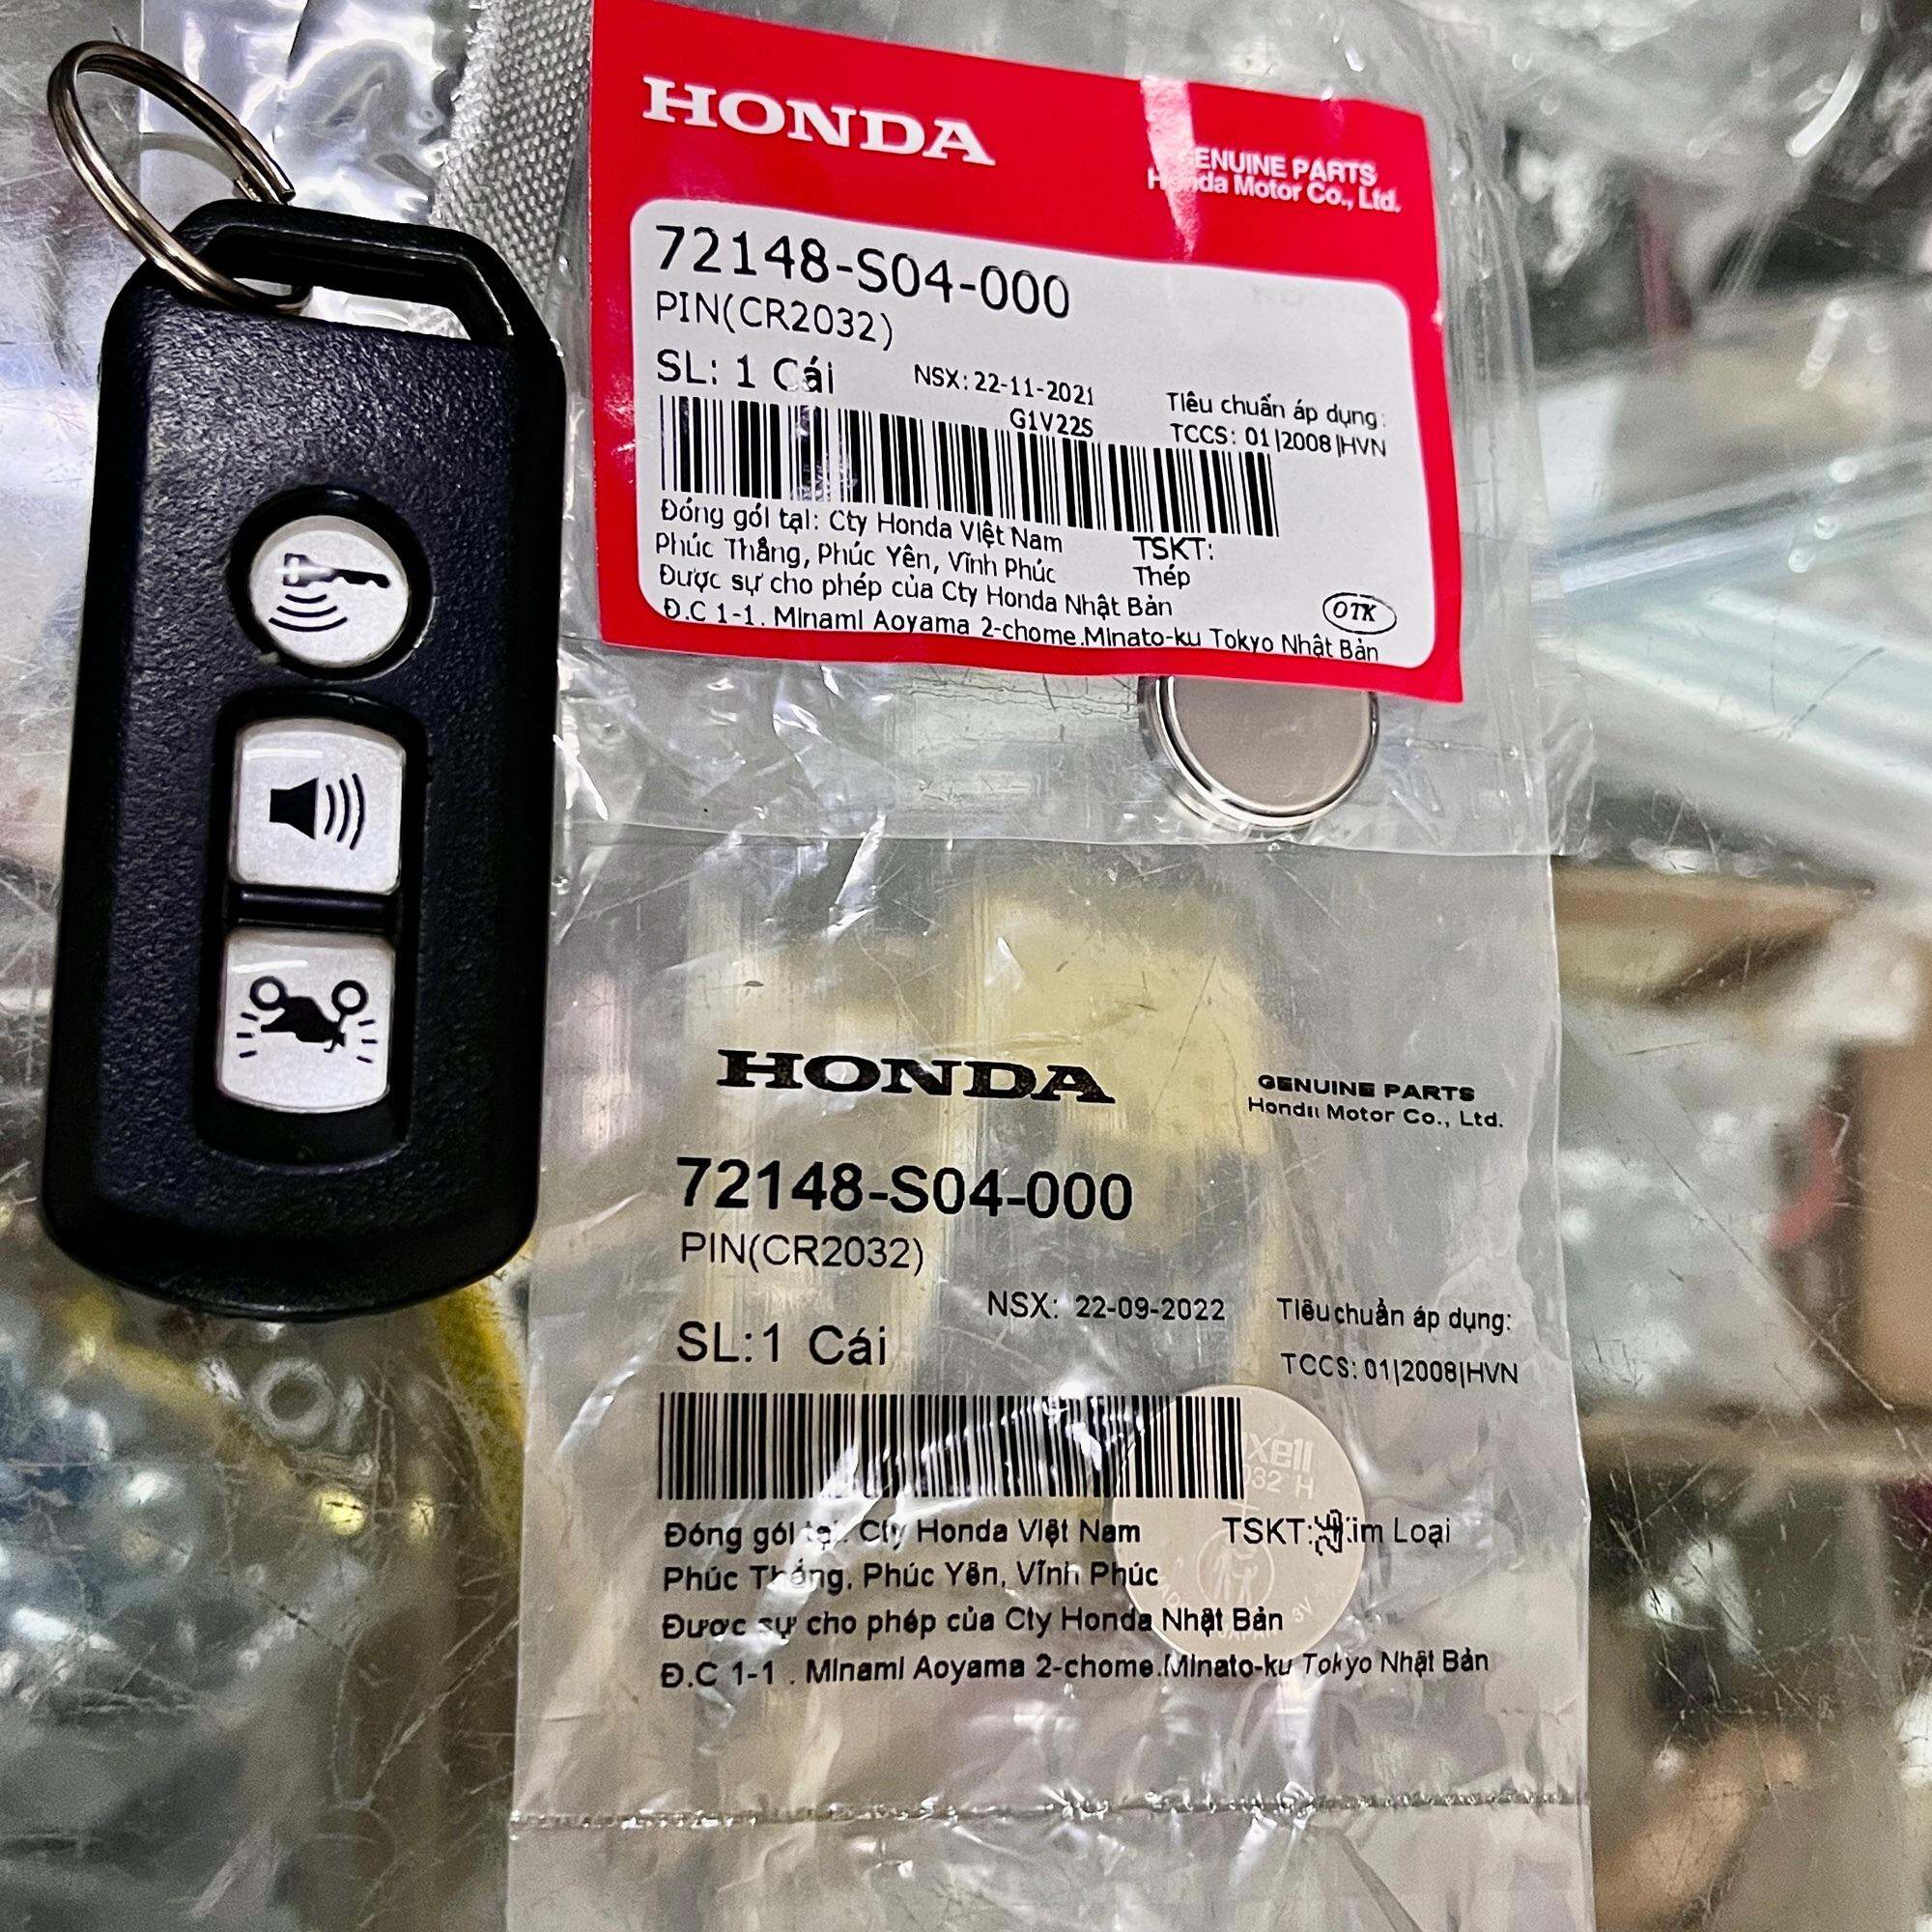 HONDA
GENUINE PARTS
Honda Motor Co., Ltd.
72148-S04-000
PIN(CR2032)
SL: 1 Cái
NSX: 22-11-2021
G1V22S
Tiêu chuẩn áp dụng:
TCCS: 01|2008|HVN
Đóng gói tại: Cty Honda Việt Nam
Phúc Thắng, Phúc Yên, Vĩnh Phúc
TSKT:
Thép
Được sự cho phép của Cty Honda Nhật Bản
Đ.C 1-1. Minami Aoyama 2-chome.Minato-ku Tokyo Nhật Bản
OTK
HONDA
GENUINE PARTS
Honda Motor Co., Ltd.
72148-S04-000
PIN(CR2032)
NSX: 22-09-2022
SL:1 Cái
Tiêu chuẩn áp dụng:
TCCS: 01|2008|HVN
Đóng gói tại: Cty Honda Việt Nam
TSKT: Kim Loại
Phúc Thắng, Phúc Yên, Vĩnh Phúc
Được sự cho phép của Cty Honda Nhật Bản
Đ.C 1-1 . Minami Aoyama 2-chome.Minato-ku Tokyo Nhật Bản
3V
JAPAN